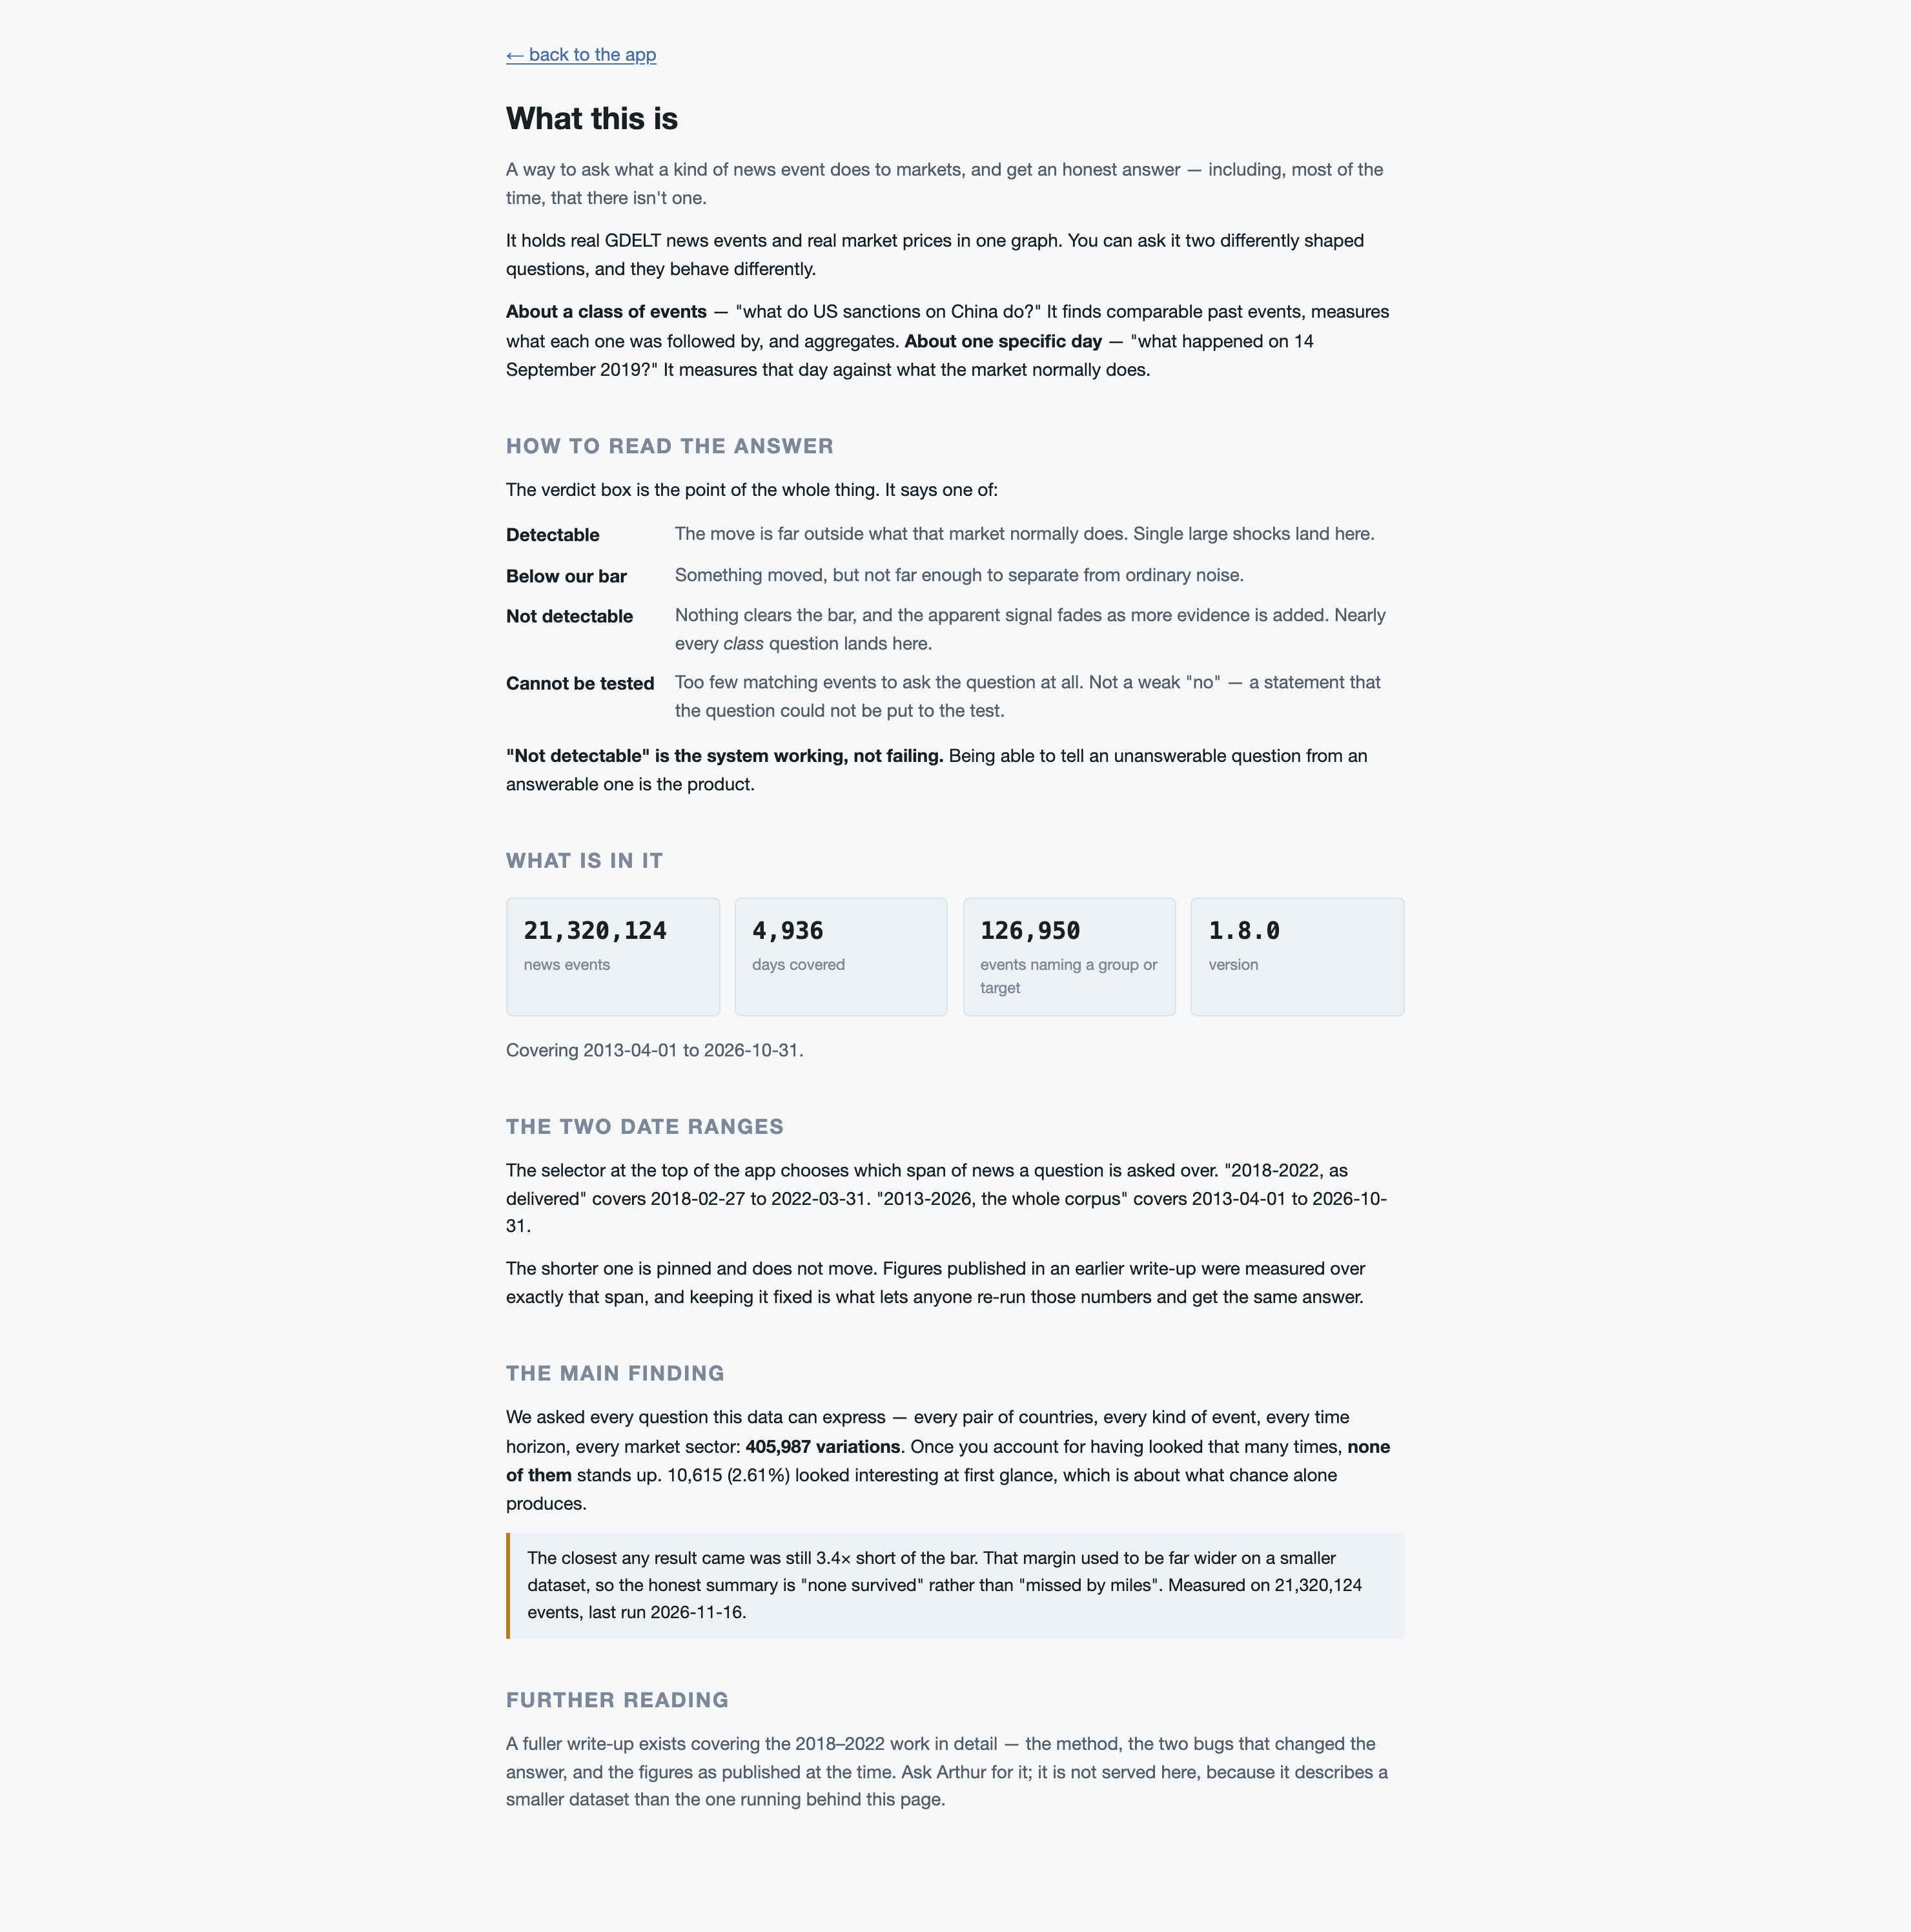 ← back to the app
What this is
A way to ask what a kind of news event does to markets, and get an honest answer — including, most of the
time, that there isn't one.
It holds real GDELT news events and real market prices in one graph. You can ask it two differently shaped
questions, and they behave differently.
About a class of events — "what do US sanctions on China do?" It finds comparable past events, measures
what each one was followed by, and aggregates. About one specific day — "what happened on 14
September 2019?" It measures that day against what the market normally does.
HOW TO READ THE ANSWER
The verdict box is the point of the whole thing. It says one of:
Detectable The move is far outside what that market normally does. Single large shocks land here.
Below our bar Something moved, but not far enough to separate from ordinary noise.
Not detectable Nothing clears the bar, and the apparent signal fades as more evidence is added. Nearly
every class question lands here.
Cannot be tested Too few matching events to ask the question at all. Not a weak "no" — a statement that
the question could not be put to the test.
"Not detectable" is the system working, not failing. Being able to tell an unanswerable question from an
answerable one is the product.
WHAT IS IN IT
21,320,124
news events
4,936
days covered
126,950
events naming a group or
target
1.8.0
version
Covering 2013-04-01 to 2026-10-31.
THE TWO DATE RANGES
The selector at the top of the app chooses which span of news a question is asked over. "2018-2022, as
delivered" covers 2018-02-27 to 2022-03-31. "2013-2026, the whole corpus" covers 2013-04-01 to 2026-10-
31.
The shorter one is pinned and does not move. Figures published in an earlier write-up were measured over
exactly that span, and keeping it fixed is what lets anyone re-run those numbers and get the same answer.
THE MAIN FINDING
We asked every question this data can express — every pair of countries, every kind of event, every time
horizon, every market sector: 405,987 variations. Once you account for having looked that many times, none
of them stands up. 10,615 (2.61%) looked interesting at first glance, which is about what chance alone
produces.
The closest any result came was still 3.4× short of the bar. That margin used to be far wider on a smaller
dataset, so the honest summary is "none survived" rather than "missed by miles". Measured on 21,320,124
events, last run 2026-11-16.
FURTHER READING
A fuller write-up exists covering the 2018–2022 work in detail — the method, the two bugs that changed the
answer, and the figures as published at the time. Ask Arthur for it; it is not served here, because it describes a
smaller dataset than the one running behind this page.